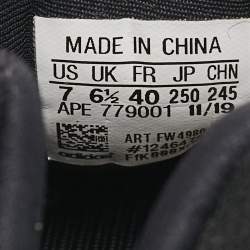 MADE IN CHINA
US UK FR JP CHN
7 6½ 40 250 245
APE 779001 11/19
ART FW4980
adidas